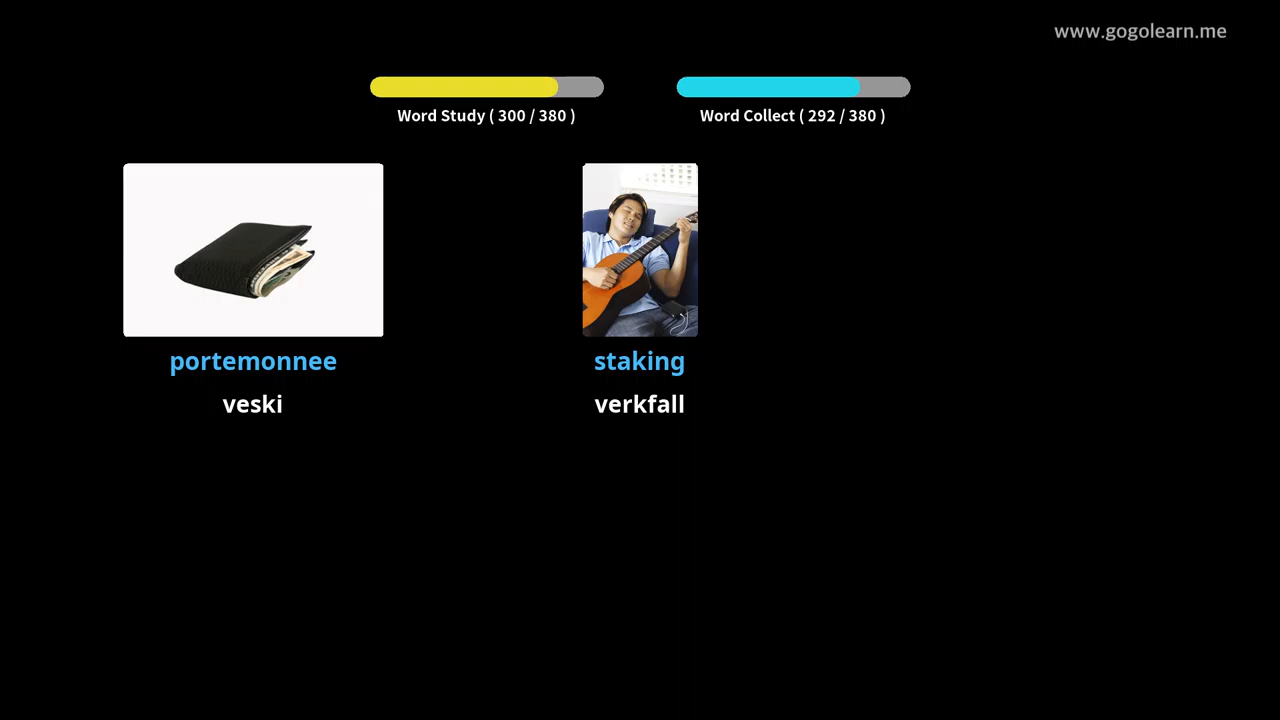 www.gogolearn.me
Word Study ( 300 / 380 )
Word Collect ( 292 / 380 )
portemonnee
veski
staking
verkfall